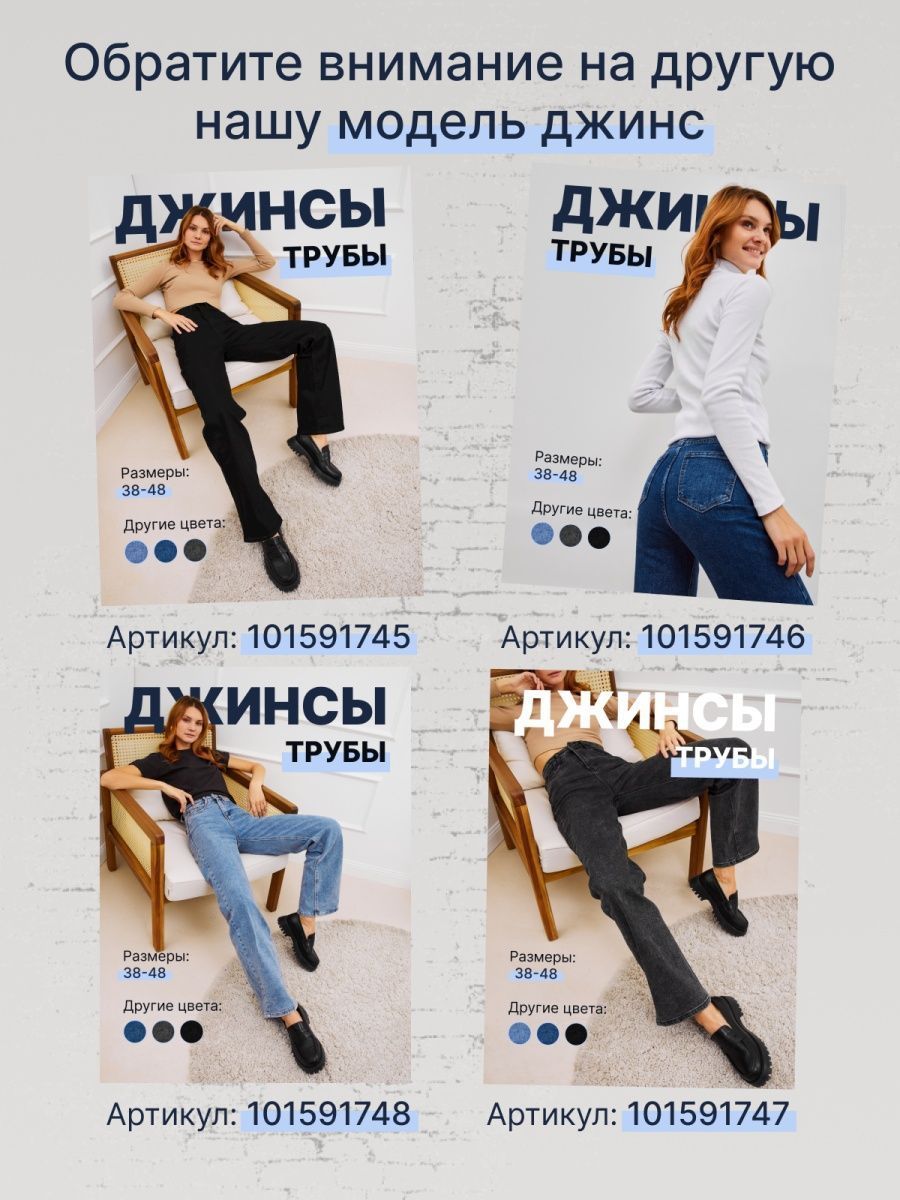 Обратите внимание на другую
нашу модель джинс
ДЖИНСЫ
ТРУБЫ
Размеры:
38-48
Другие цвета:
Артикул: 101591745
ДЖИНСЫ
ТРУБЫ
Размеры:
38-48
Другие цвета:
Артикул: 101591746
ДЖИНСЫ
ТРУБЫ
Размеры:
38-48
Другие цвета:
Артикул: 101591748
ДЖИНСЫ
ТРУБЫ
Размеры:
38-48
Другие цвета:
Артикул: 101591747